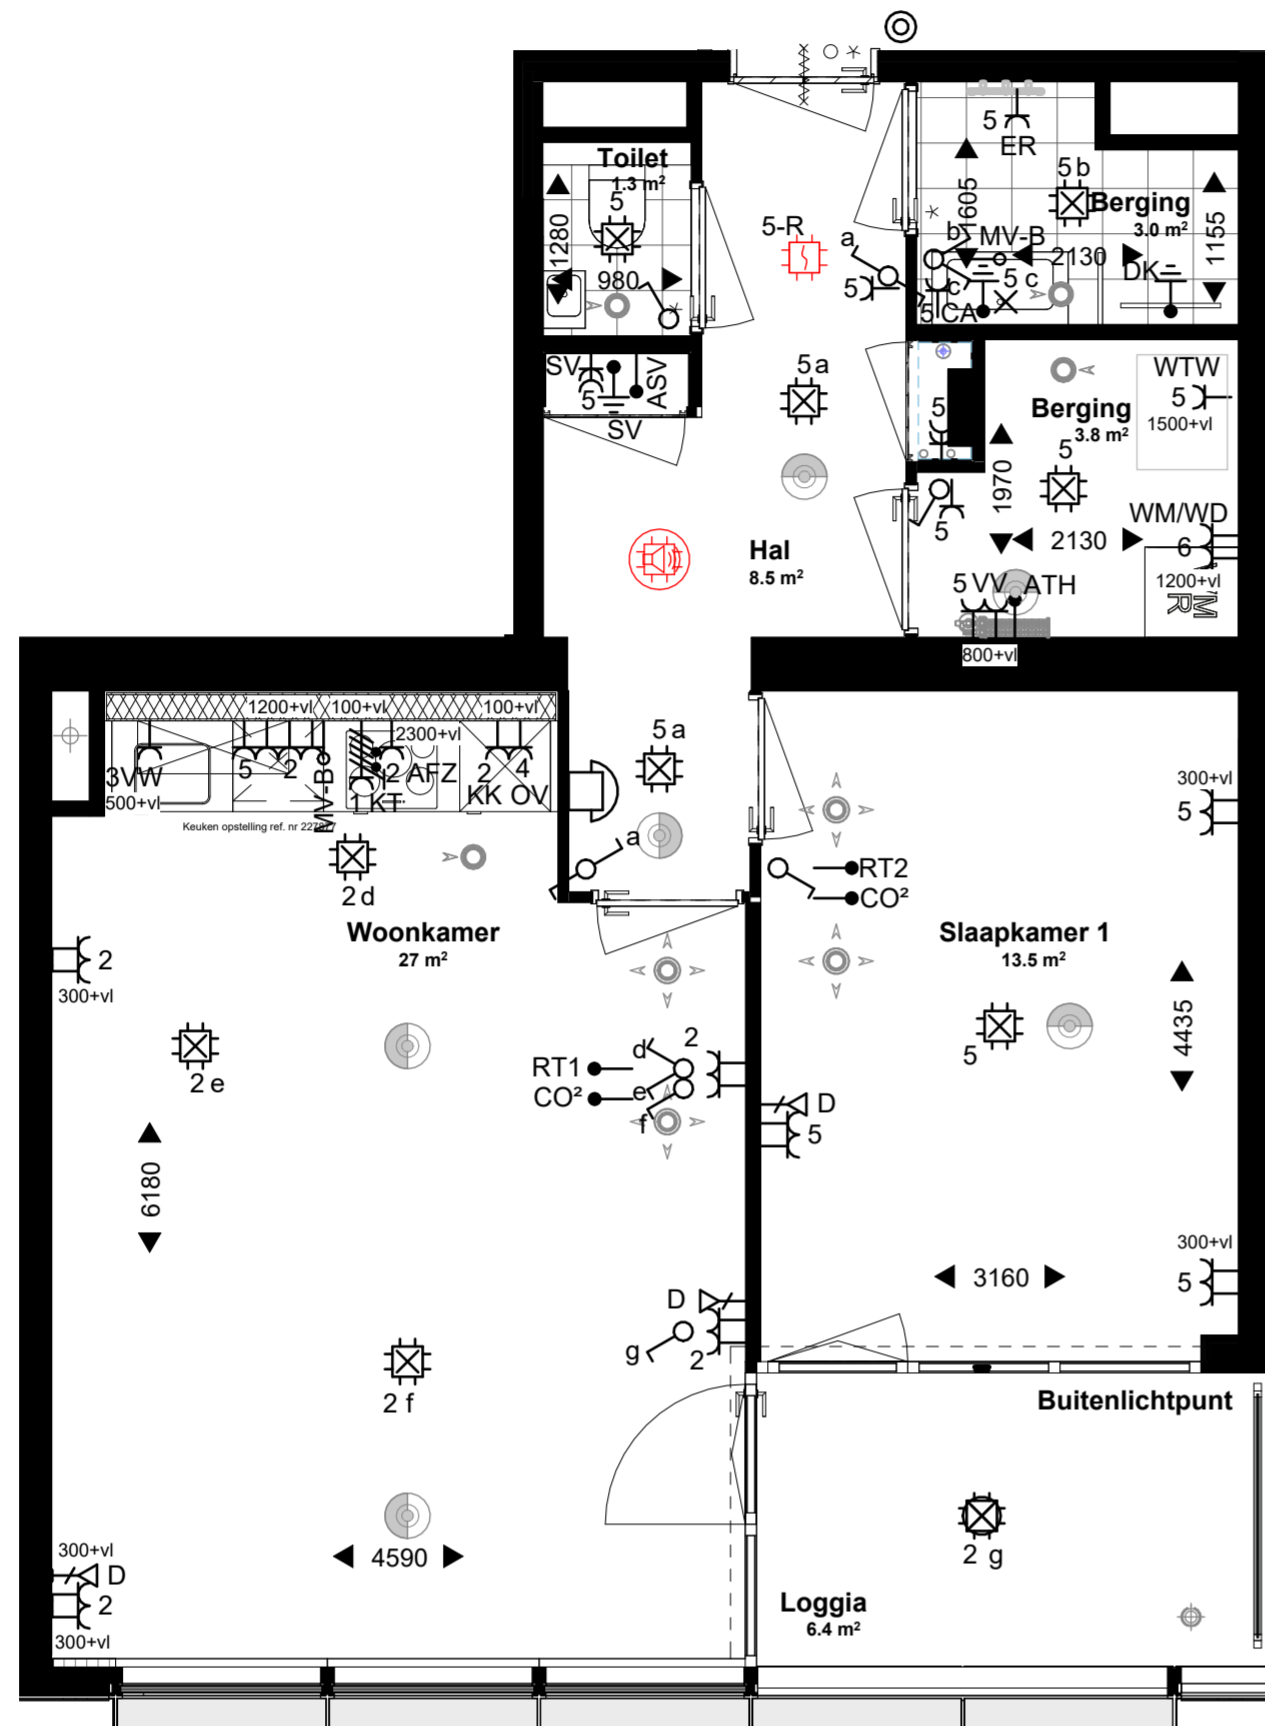 Toilet
1.3 m²
5
1280
980
5-R
a
5
5
ER
5 b
1605
Berging
3.0 m²
1155
b
MV-B
2130
DK
c
5 c
5 CA
SV
5
ASV
SV
5 a
Berging
3.8 m²
5
WTW
5
1500+vl
5
1970
5
2130
WM/WD
6
1200+vl
Hal
8.5 m²
5 VV
ATH
800+vl
1200+vl
100+vl
100+vl
2300+vl
3VW
500+vl
5
2
MV-B
1 KT
2 AFZ
2
4
KK OV
Keuken opstelling ref. nr
5 a
a
2 d
Woonkamer
27 m²
2
300+vl
2 e
RT1
CO²
d
e
f
2
6180
D
g
2
2 f
4590
300+vl
D
2
300+vl
300+vl
5
RT2
CO²
Slaapkamer 1
13.5 m²
5
4435
D
5
3160
300+vl
5
Buitenlichtpunt
2 g
Loggia
6.4 m²